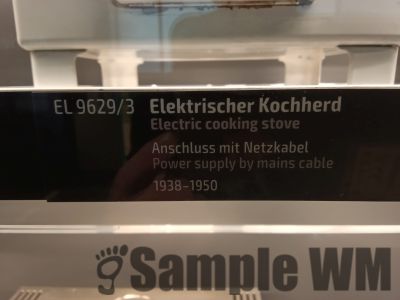 EL 9629/3 Elektrischer Kochherd
Electric cooking stove
Anschluss mit Netzkabel
Power supply by mains cable
1938–1950
Sample WM